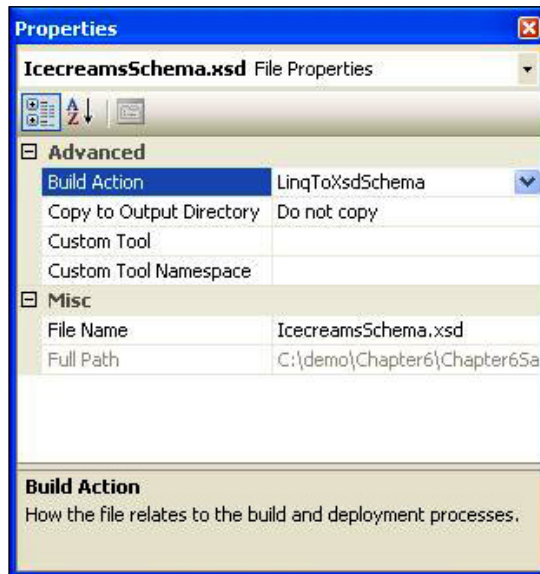 Properties
IcecreamsSchema.xsd File Properties
A
Z
Advanced
Build Action LinqToXsdSchema
Copy to Output Directory Do not copy
Custom Tool
Custom Tool Namespace
Misc
File Name IcecreamsSchema.xsd
Full Path C:\demo\Chapter6\Chapter6Sa
Build Action
How the file relates to the build and deployment processes.